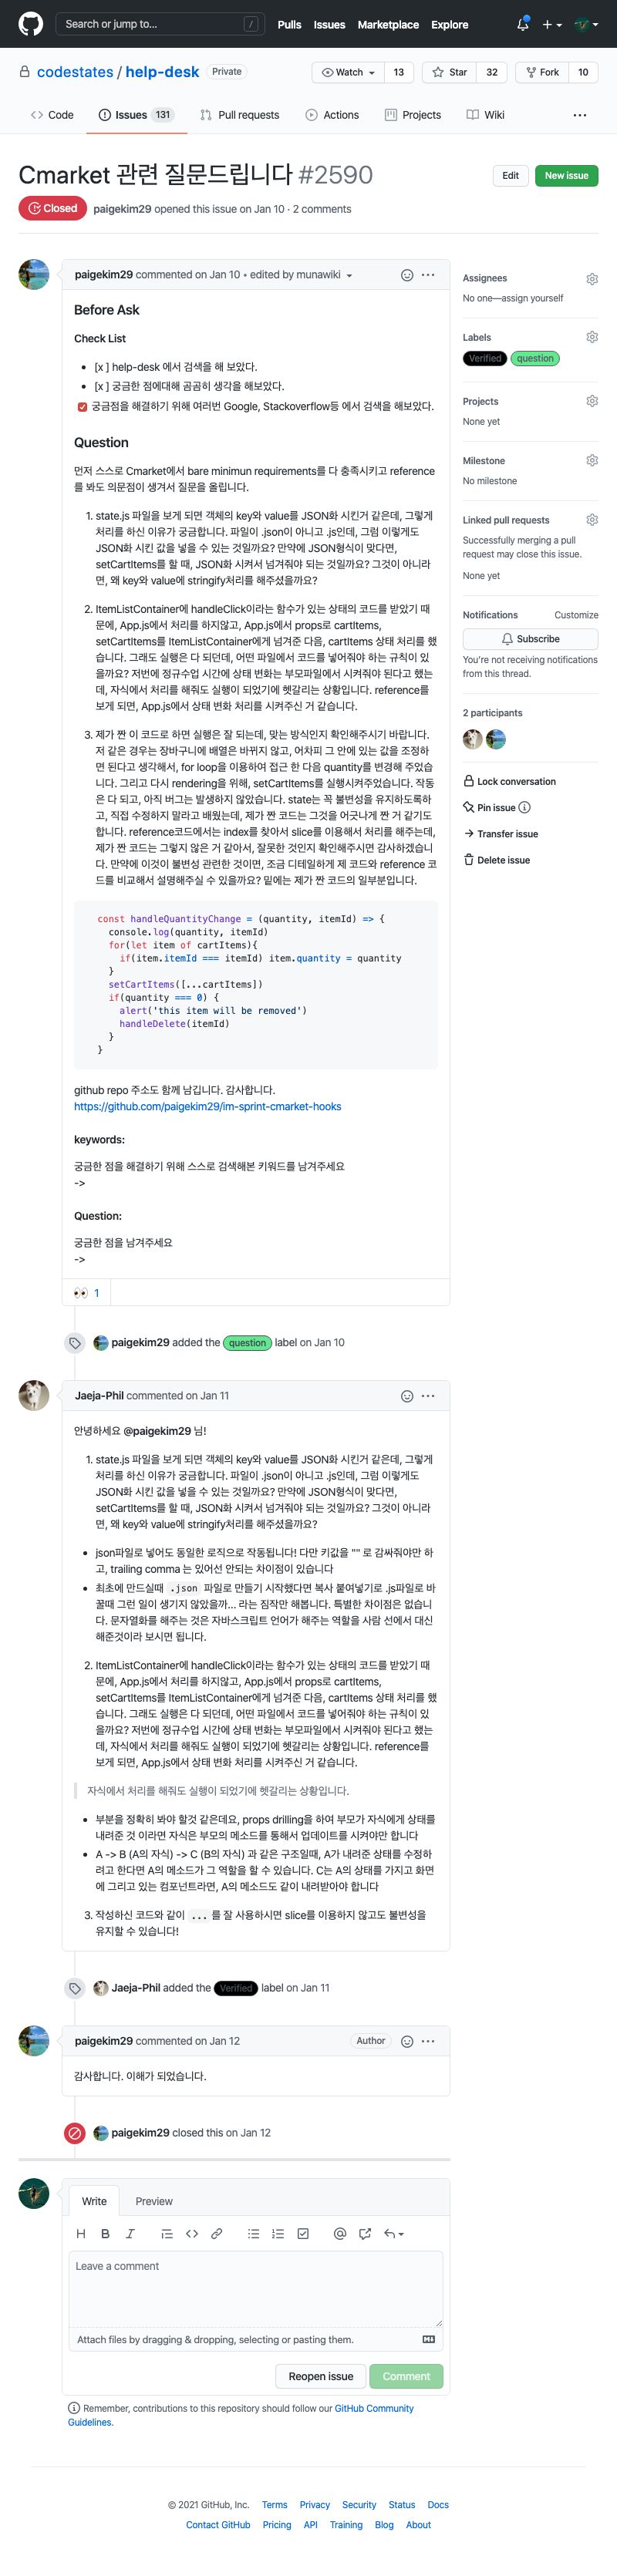 Search or jump to...
/
Pulls
Issues
Marketplace
Explore
codestates / help-desk
Private
Watch
13
Star
32
Fork
10
Code
Issues 131
Pull requests
Actions
Projects
Wiki
Cmarket 관련 질문드립니다 #2590
Edit
New issue
Closed
paigekim29 opened this issue on Jan 10 · 2 comments
paigekim29 commented on Jan 10 • edited by munawiki
Before Ask
Check List
[x ] help-desk 에서 검색을 해 보았다.
[x ] 궁금한 점에대해 곰곰히 생각을 해보았다.
궁금점을 해결하기 위해 여러번 Google, Stackoverflow등 에서 검색을 해보았다.
Question
먼저 스스로 Cmarket에서 bare minimun requirements를 다 충족시키고 reference
를 봐도 의문점이 생겨서 질문을 올립니다.
1. state.js 파일을 보게 되면 객체의 key와 value를 JSON화 시킨거 같은데, 그렇게
처리를 하신 이유가 궁금합니다. 파일이 .json이 아니고 .js인데, 그럼 이렇게도
JSON화 시킨 값을 넣을 수 있는 것일까요? 만약에 JSON형식이 맞다면,
setCartItems를 할 때, JSON화 시켜서 넘겨줘야 되는 것일까요? 그것이 아니라
면, 왜 key와 value에 stringify처리를 해주셨을까요?
2. ItemListContainer에 handleClick이라는 함수가 있는 상태의 코드를 받았기 때
문에, App.js에서 처리를 하지않고, App.js에서 props로 cartItems,
setCartItems를 ItemListContainer에게 넘겨준 다음, cartItems 상태 처리를 했
습니다. 그래도 실행은 다 되던데, 어떤 파일에서 코드를 넣어줘야 하는 규칙이 있
을까요? 저번에 정규수업 시간에 상태 변화는 부모파일에서 시켜줘야 된다고 했는
데, 자식에서 처리를 해줘도 실행이 되었기에 헷갈리는 상황입니다. reference를
보게 되면, App.js에서 상태 변화 처리를 시켜주신 거 같습니다.
3. 제가 짠 이 코드로 하면 실행은 잘 되는데, 맞는 방식인지 확인해주시기 바랍니다.
저 같은 경우는 장바구니에 배열은 바뀌지 않고, 어차피 그 안에 있는 값을 조정하
면 된다고 생각해서, for loop을 이용하여 접근 한 다음 quantity를 변경해 주었습
니다. 그리고 다시 rendering을 위해, setCartItems를 실행시켜주었습니다. 작동
은 다 되고, 아직 버그는 발생하지 않았습니다. state는 꼭 불변성을 유지하도록하
고, 직접 수정하지 말라고 배웠는데, 제가 짠 코드는 그것을 어긋나게 짠 거 같기도
합니다. reference코드에서는 index를 찾아서 slice를 이용해서 처리를 해주는데,
제가 짠 코드는 그렇지 않은 거 같아서, 잘못한 것인지 확인해주시면 감사하겠습니
다. 만약에 이것이 불변성 관련한 것이면, 조금 디테일하게 제 코드와 reference 코
드를 비교해서 설명해주실 수 있을까요? 밑에는 제가 짠 코드의 일부분입니다.
const handleQuantityChange = (quantity, itemId) => {
console.log(quantity, itemId)
for(let item of cartItems){
if(item.itemId === itemId) item.quantity = quantity
}
setCartItems([...cartItems])
if(quantity === 0) {
alert('this item will be removed')
handleDelete(itemId)
}
}
github repo 주소도 함께 남깁니다. 감사합니다.
https://github.com/paigekim29/im-sprint-cmarket-hooks
keywords:
궁금한 점을 해결하기 위해 스스로 검색해본 키워드를 남겨주세요
->
Question:
궁금한 점을 남겨주세요
->
1
paigekim29 added the question label on Jan 10
Jaeja-Phil commented on Jan 11
안녕하세요 @paigekim29 님!
1. state.js 파일을 보게 되면 객체의 key와 value를 JSON화 시킨거 같은데, 그렇게
처리를 하신 이유가 궁금합니다. 파일이 .json이 아니고 .js인데, 그럼 이렇게도
JSON화 시킨 값을 넣을 수 있는 것일까요? 만약에 JSON형식이 맞다면,
setCartItems를 할 때, JSON화 시켜서 넘겨줘야 되는 것일까요? 그것이 아니라
면, 왜 key와 value에 stringify처리를 해주셨을까요?
json파일로 넣어도 동일한 로직으로 작동됩니다! 다만 키값을 "" 로 감싸줘야만 하
고, trailing comma 는 있어선 안되는 차이점이 있습니다
최초에 만드실때 .json 파일로 만들기 시작했다면 복사 붙여넣기로 .js파일로 바
꿀때 그런 일이 생기지 않았을까... 라는 짐작만 해봅니다. 특별한 차이점은 없습니
다. 문자열화를 해주는 것은 자바스크립트 언어가 해주는 역할을 사람 선에서 대신
해준것이라 보시면 됩니다.
2. ItemListContainer에 handleClick이라는 함수가 있는 상태의 코드를 받았기 때
문에, App.js에서 처리를 하지않고, App.js에서 props로 cartItems,
setCartItems를 ItemListContainer에게 넘겨준 다음, cartItems 상태 처리를 했
습니다. 그래도 실행은 다 되던데, 어떤 파일에서 코드를 넣어줘야 하는 규칙이 있
을까요? 저번에 정규수업 시간에 상태 변화는 부모파일에서 시켜줘야 된다고 했는
데, 자식에서 처리를 해줘도 실행이 되었기에 헷갈리는 상황입니다. reference를
보게 되면, App.js에서 상태 변화 처리를 시켜주신 거 같습니다.
자식에서 처리를 해줘도 실행이 되었기에 헷갈리는 상황입니다.
부분을 정확히 봐야 할것 같은데요, props drilling을 하여 부모가 자식에게 상태를
내려준 것 이라면 자식은 부모의 메소드를 통해서 업데이트를 시켜야만 합니다
A -> B (A의 자식) -> C (B의 자식) 과 같은 구조일때, A가 내려준 상태를 수정하
려고 한다면 A의 메소드가 그 역할을 할 수 있습니다. C는 A의 상태를 가지고 화면
에 그리고 있는 컴포넌트라면, A의 메소드도 같이 내려받아야 합니다
3. 작성하신 코드와 같이 ... 를 잘 사용하시면 slice를 이용하지 않고도 불변성을
유지할 수 있습니다!
Jaeja-Phil added the Verified label on Jan 11
paigekim29 commented on Jan 12
Author
감사합니다. 이해가 되었습니다.
paigekim29 closed this on Jan 12
Write
Preview
Leave a comment
Attach files by dragging & dropping, selecting or pasting them.
Reopen issue
Comment
Remember, contributions to this repository should follow our GitHub Community
Guidelines.
Assignees
No one—assign yourself
Labels
Verified
question
Projects
None yet
Milestone
No milestone
Linked pull requests
Successfully merging a pull
request may close this issue.
None yet
Notifications
Customize
Subscribe
You're not receiving notifications
from this thread.
2 participants
Lock conversation
Pin issue
Transfer issue
Delete issue
© 2021 GitHub, Inc.
Terms
Privacy
Security
Status
Docs
Contact GitHub
Pricing
API
Training
Blog
About